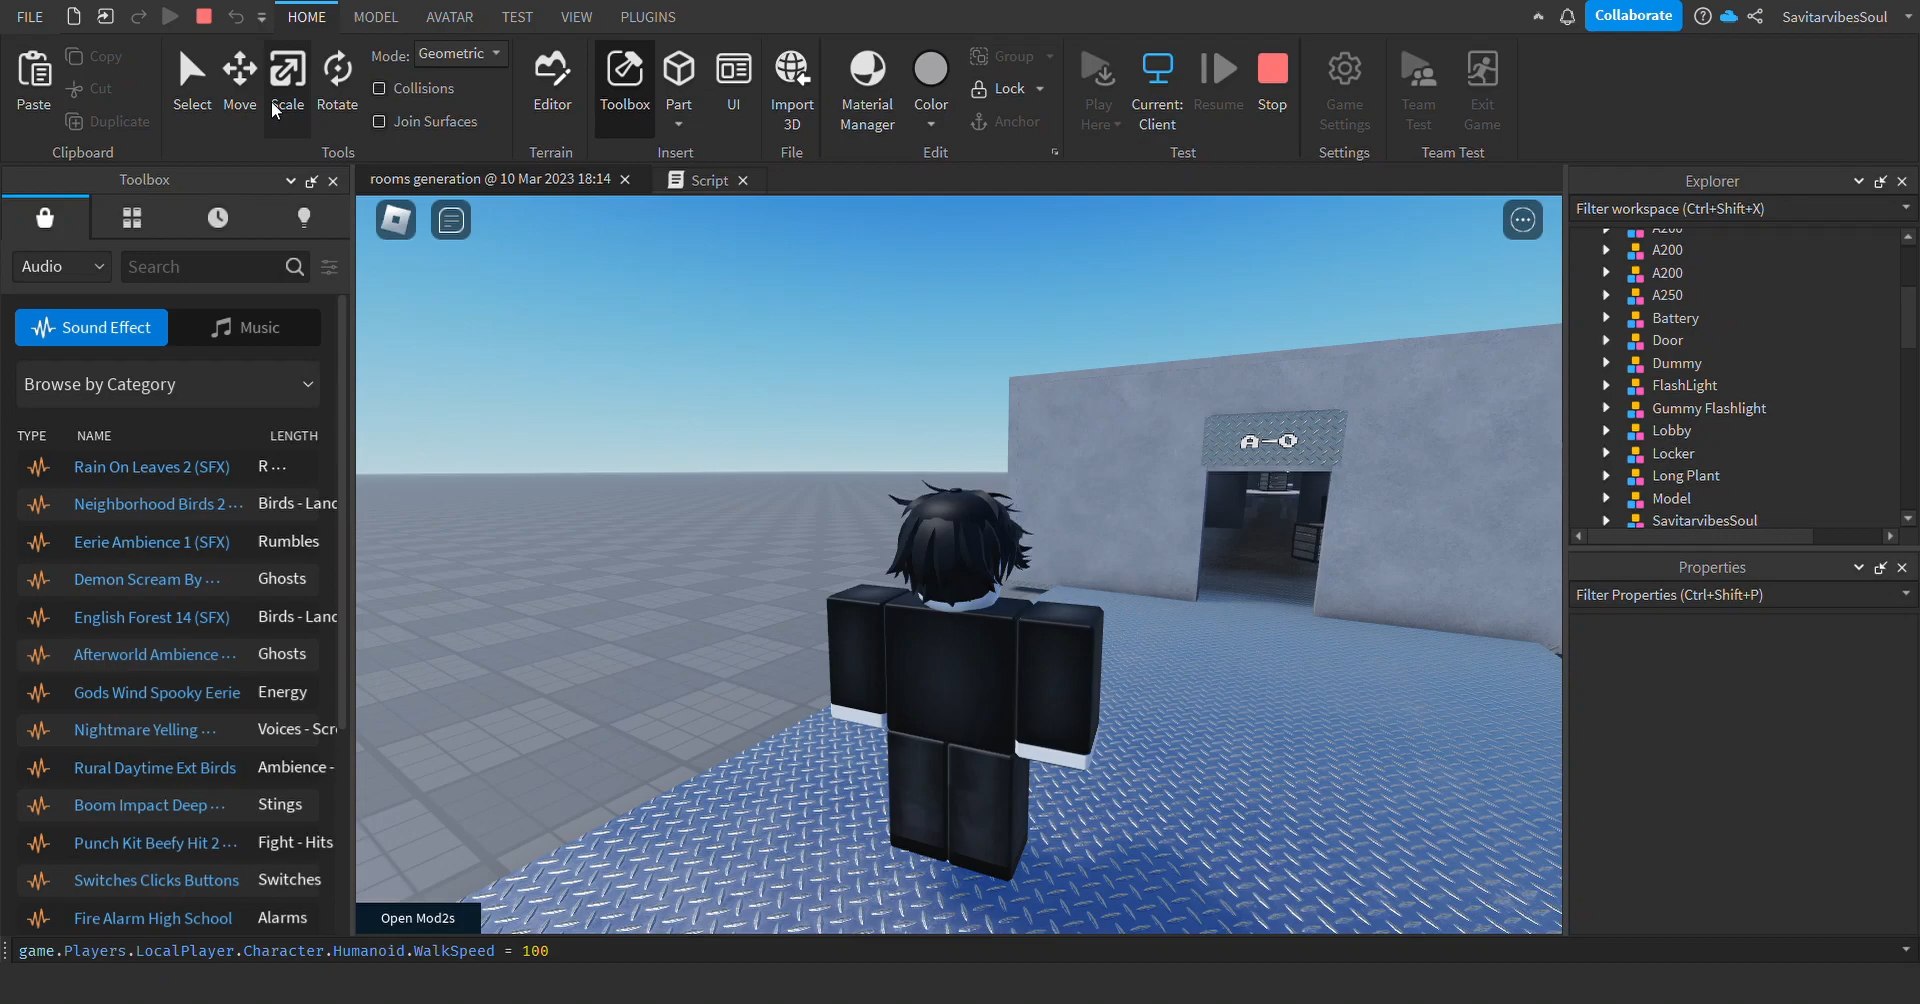 FILE HOME MODEL AVATAR TEST VIEW PLUGINS Collaborate SavitarvibesSoul
Paste Copy Cut Duplicate
Clipboard
Select Move Scale Rotate
Mode: Geometric
Collisions
Join Surfaces
Tools
Editor
Terrain
Toolbox Part UI
Insert
Import 3D
File
Material Manager Color
Group
Lock
Anchor
Edit
Play Here Current: Client Resume Stop
Test
Game Settings
Settings
Team Test Exit Game
Team Test
Toolbox
Audio Search
Sound Effect Music
Browse by Category
TYPE NAME LENGTH
Rain On Leaves 2 (SFX) R ...
Neighborhood Birds 2 ... Birds - Land
Eerie Ambience 1 (SFX) Rumbles
Demon Scream By ... Ghosts
English Forest 14 (SFX) Birds - Land
Afterworld Ambience ... Ghosts
Gods Wind Spooky Eerie Energy
Nightmare Yelling ... Voices - Scr
Rural Daytime Ext Birds Ambience -
Boom Impact Deep ... Stings
Punch Kit Beefy Hit 2 ... Fight - Hits
Switches Clicks Buttons Switches
Fire Alarm High School Alarms
rooms generation @ 10 Mar 2023 18:14 Script
A-0
Open Mod2s
Explorer
Filter workspace (Ctrl+Shift+X)
A200
A200
A200
A250
Battery
Door
Dummy
FlashLight
Gummy Flashlight
Lobby
Locker
Long Plant
Model
SavitarvibesSoul
Properties
Filter Properties (Ctrl+Shift+P)
game.Players.LocalPlayer.Character.Humanoid.WalkSpeed = 100